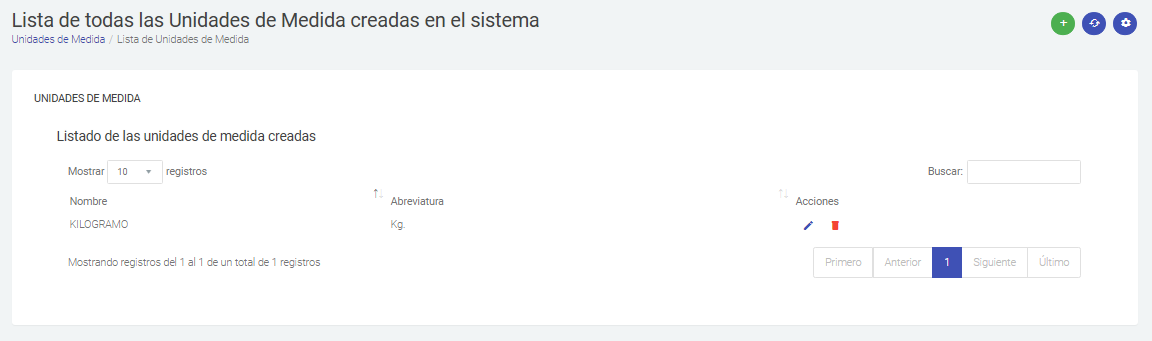 Lista de todas las Unidades de Medida creadas en el sistema
Unidades de Medida / Lista de Unidades de Medida
UNIDADES DE MEDIDA
Listado de las unidades de medida creadas
Mostrar 10 registros Buscar:
Nombre Abreviatura Acciones
KILOGRAMO Kg.
Mostrando registros del 1 al 1 de un total de 1 registros Primero Anterior 1 Siguiente Último